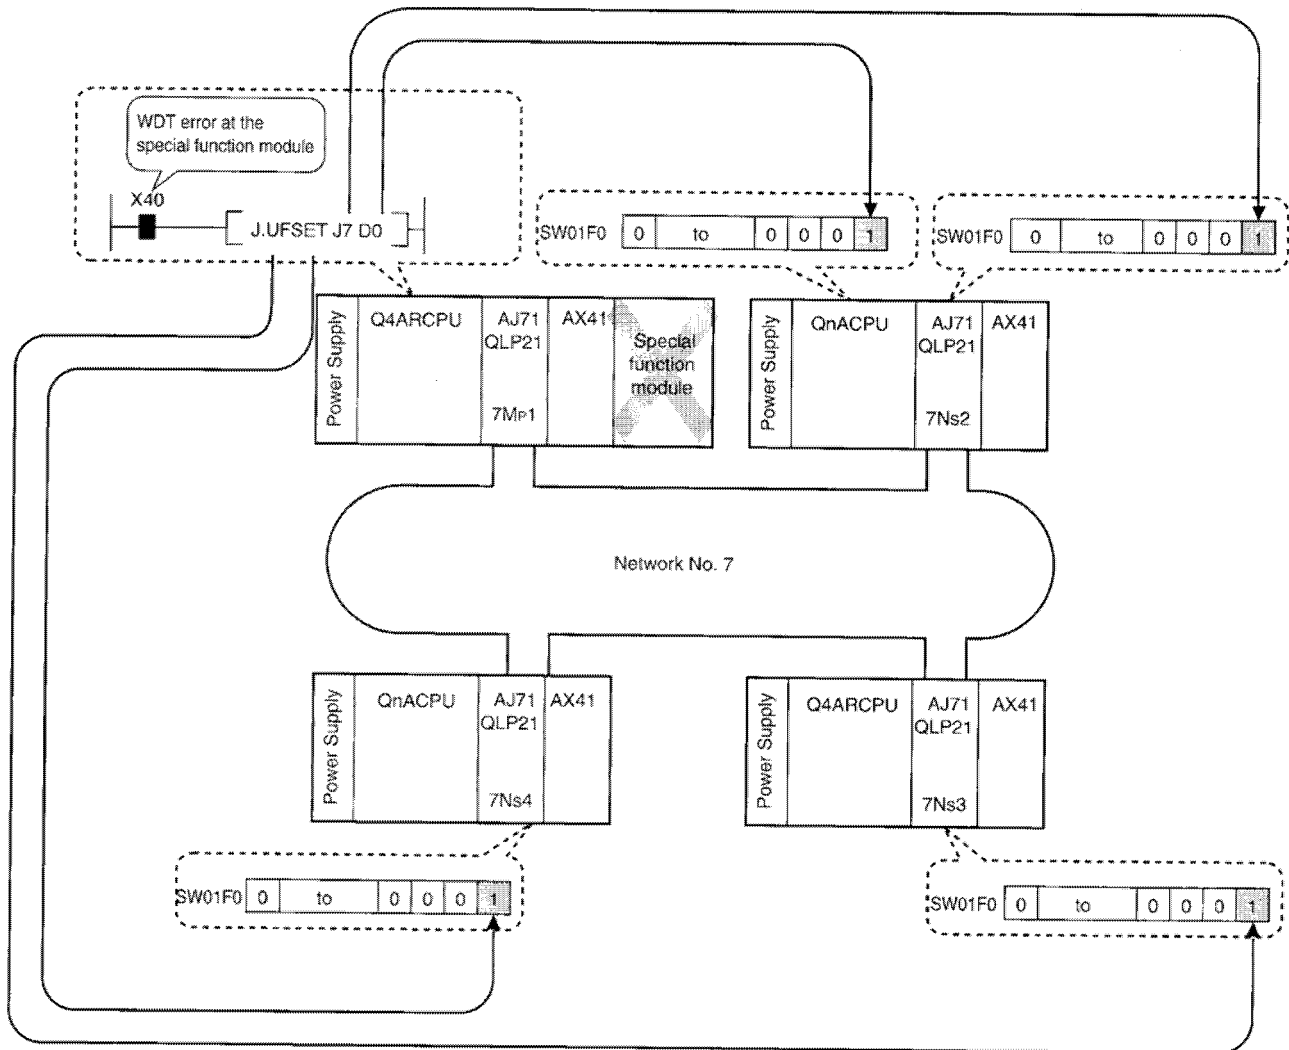 WDT error at the
special function module
X40
J.UFSET J7 D0
SW01F0 0 to 0 0 0 1
SW01F0 0 to 0 0 0 1
Power Supply
Q4ARCPU
AJ71
QLP21
7MP1
AX41
Special
function
module
Power Supply
QnACPU
AJ71
QLP21
7Ns2
AX41
Network No. 7
Power Supply
QnACPU
AJ71
QLP21
7Ns4
AX41
Power Supply
Q4ARCPU
AJ71
QLP21
7Ns3
AX41
SW01F0 0 to 0 0 0 1
SW01F0 0 to 0 0 0 1